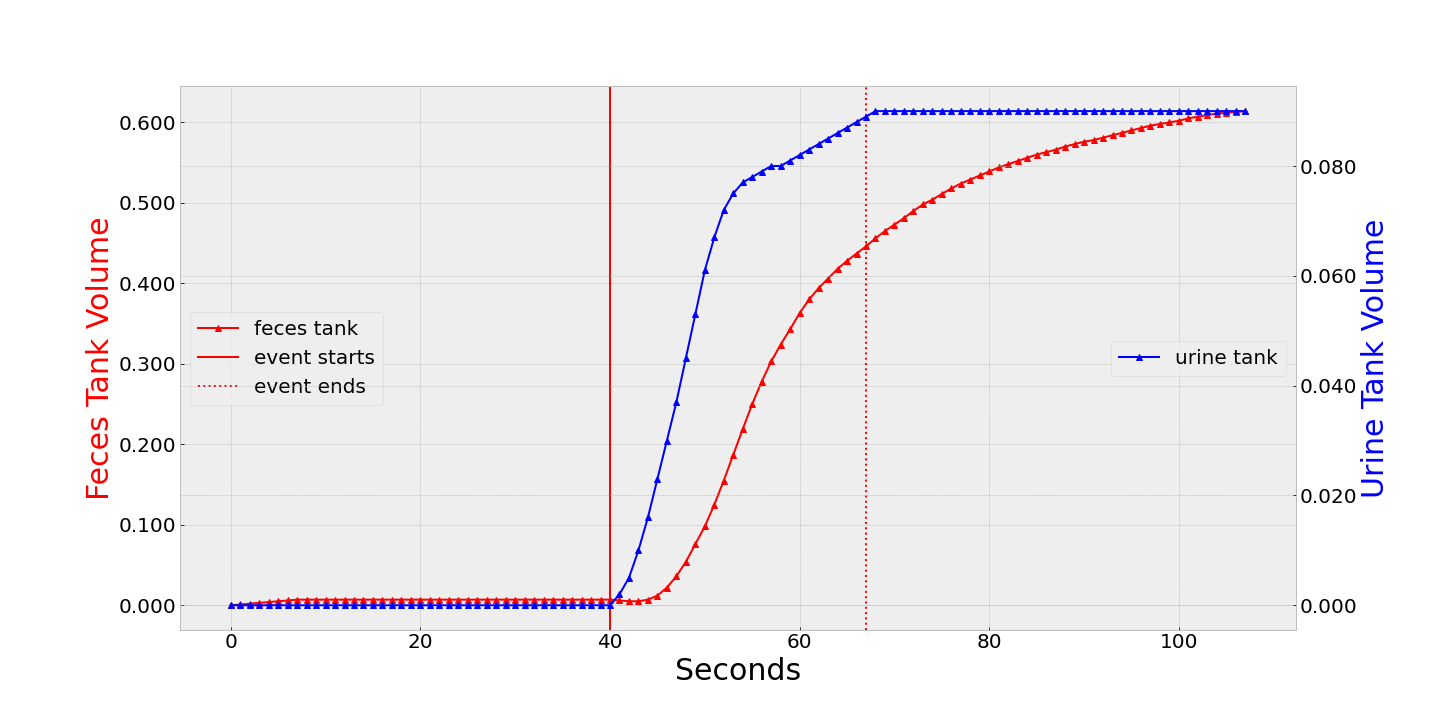 0.600
0.500
0.400
0.300
0.200
0.100
0.000
Feces Tank Volume
feces tank
event starts
event ends
urine tank
0.080
0.060
0.040
0.020
0.000
Urine Tank Volume
0 20 40 60 80 100
Seconds